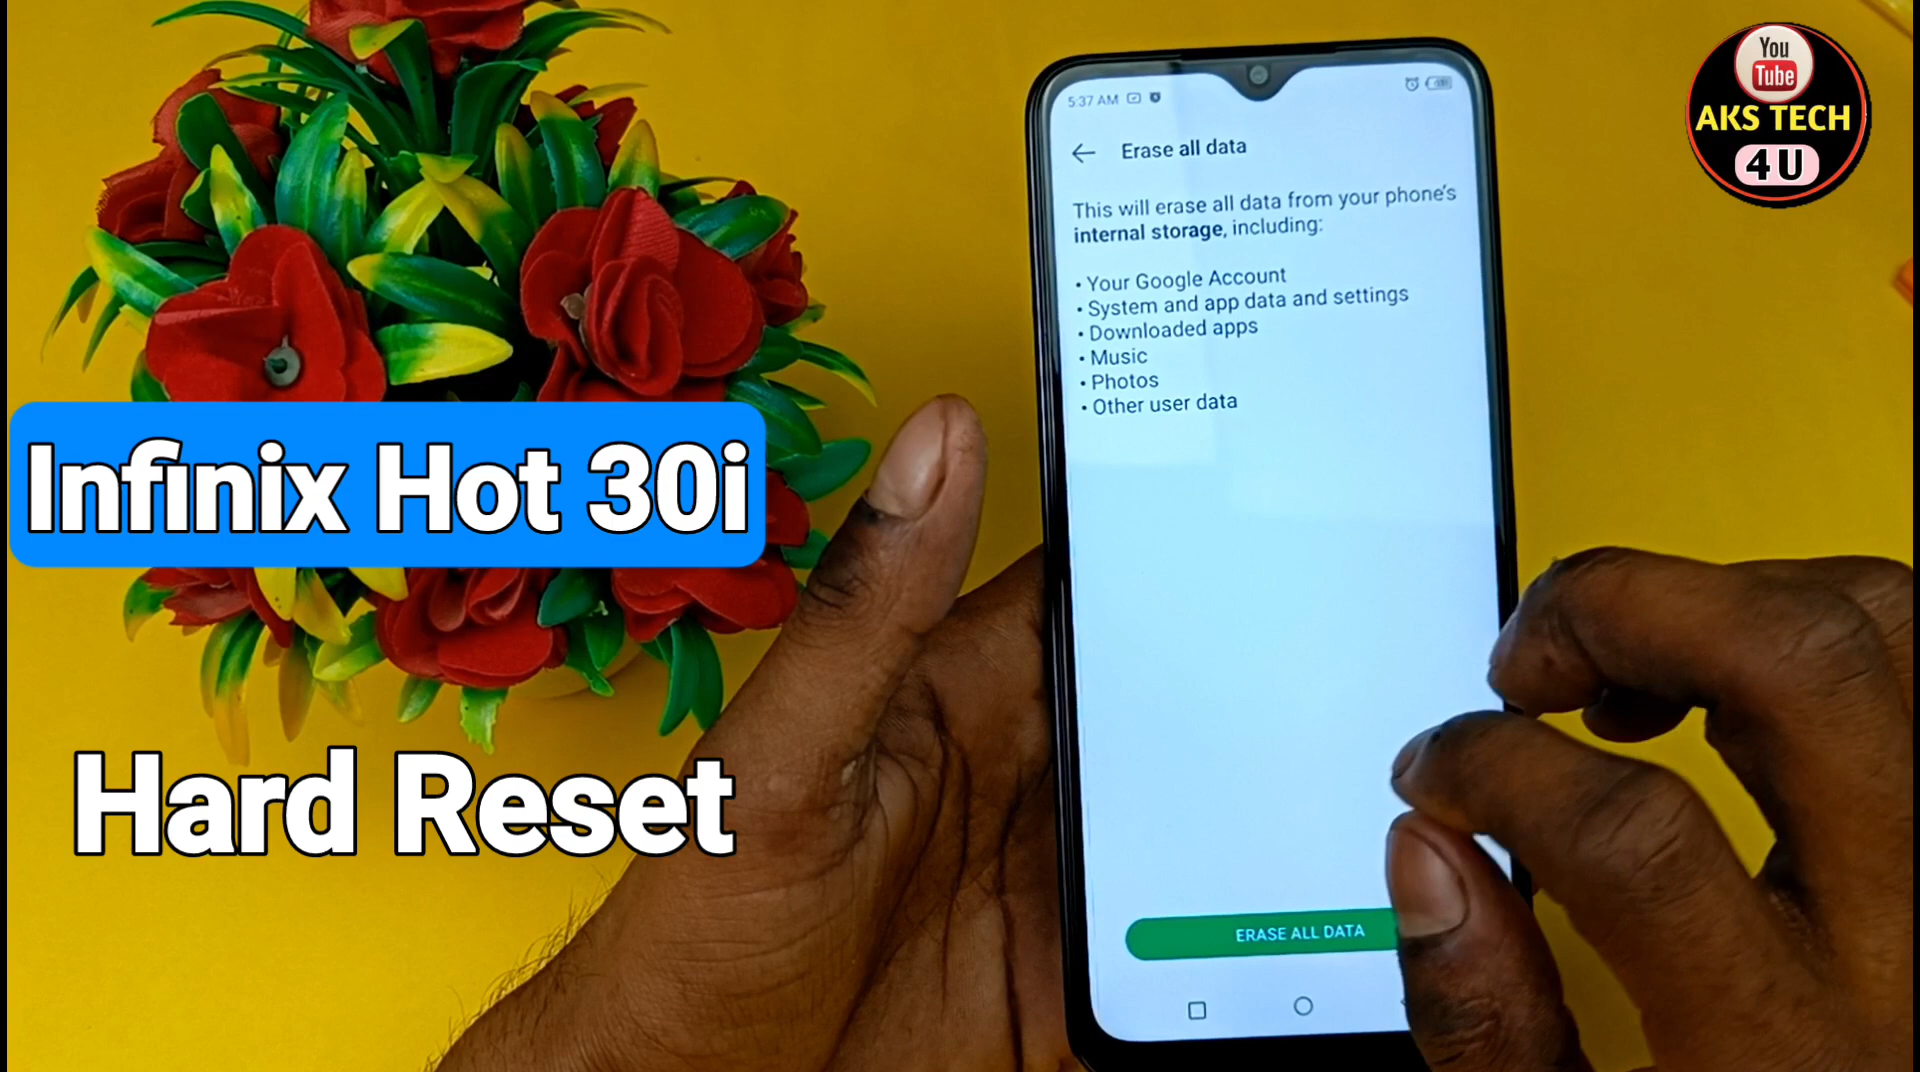 You
Tube
AKS TECH
4 U
5:37 AM
Erase all data
This will erase all data from your phone's
internal storage, including:
• Your Google Account
• System and app data and settings
• Downloaded apps
• Music
• Photos
• Other user data
Infinix Hot 30i
Hard Reset
ERASE ALL DATA